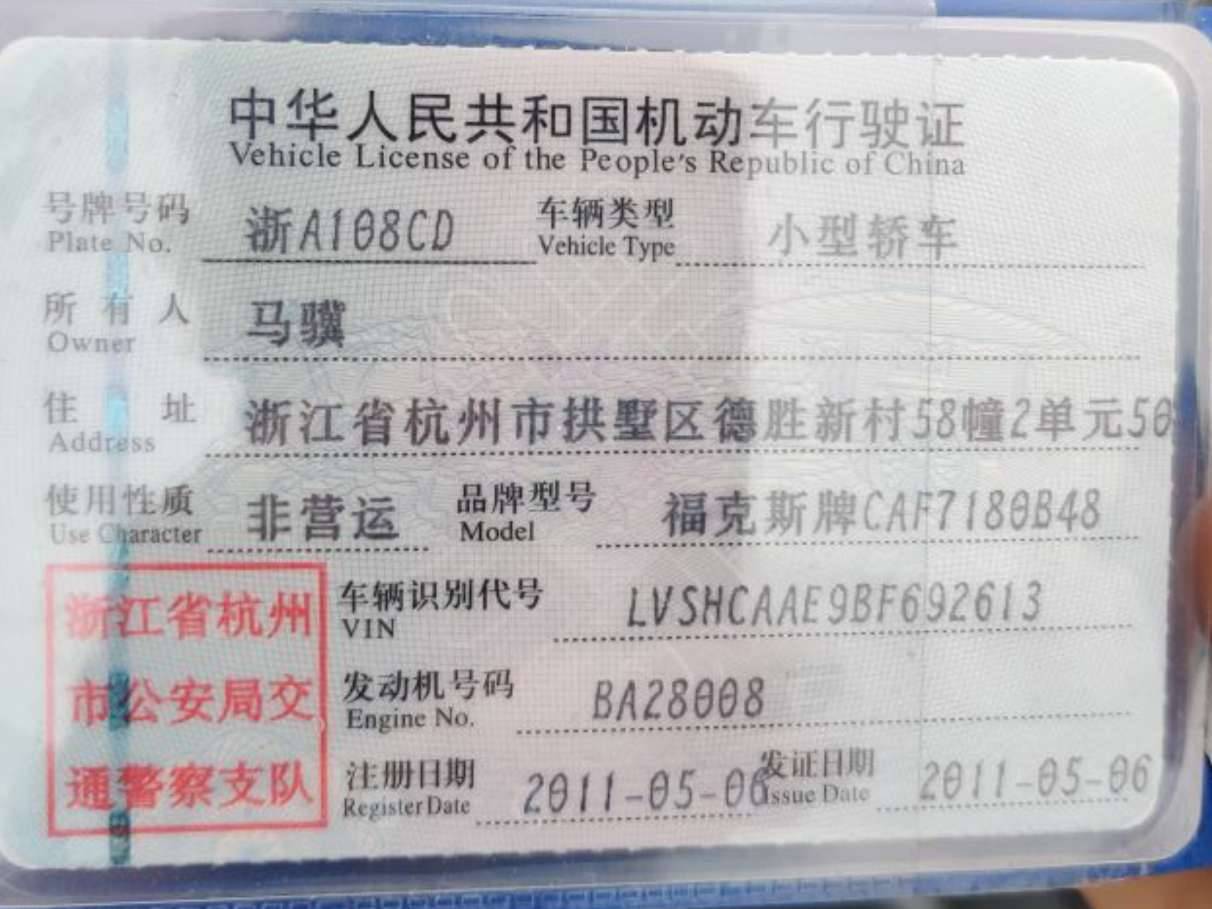 中华人民共和国机动车行驶证
Vehicle License of the People's Republic of China
号牌号码 浙A108CD 车辆类型 小型轿车
Plate No. Vehicle Type
所有人 马骥
Owner
住址 浙江省杭州市拱墅区德胜新村58幢2单元50
Address
使用性质 非营运 品牌型号 福克斯牌CAF7180B48
Use Character Model
浙江省杭州
市公安局交
通警察支队
车辆识别代号 LVSHCAAE9BF692613
VIN
发动机号码 BA28008
Engine No.
注册日期 2011-05-06 发证日期 2011-05-06
Register Date Issue Date